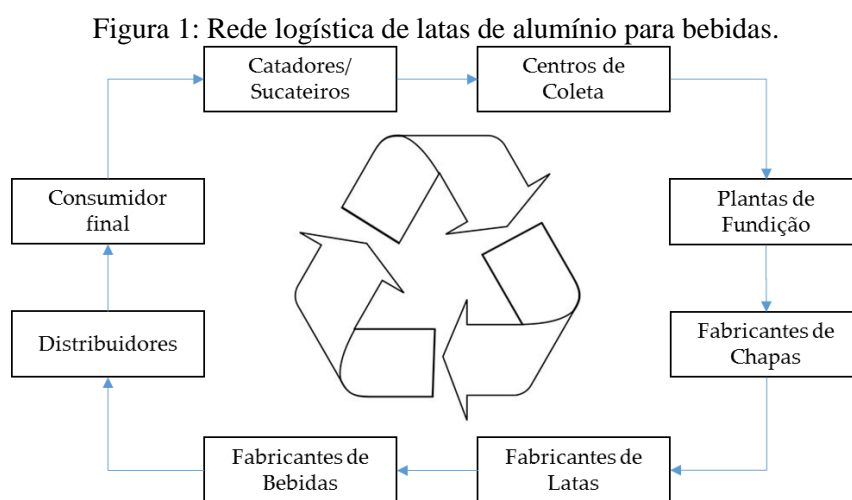 Figura 1: Rede logística de latas de alumínio para bebidas.
Catadores/
Sucateiros
Centros de
Coleta
Consumidor
final
Plantas de
Fundição
Distribuidores
Fabricantes de
Chapas
Fabricantes de
Bebidas
Fabricantes de
Latas